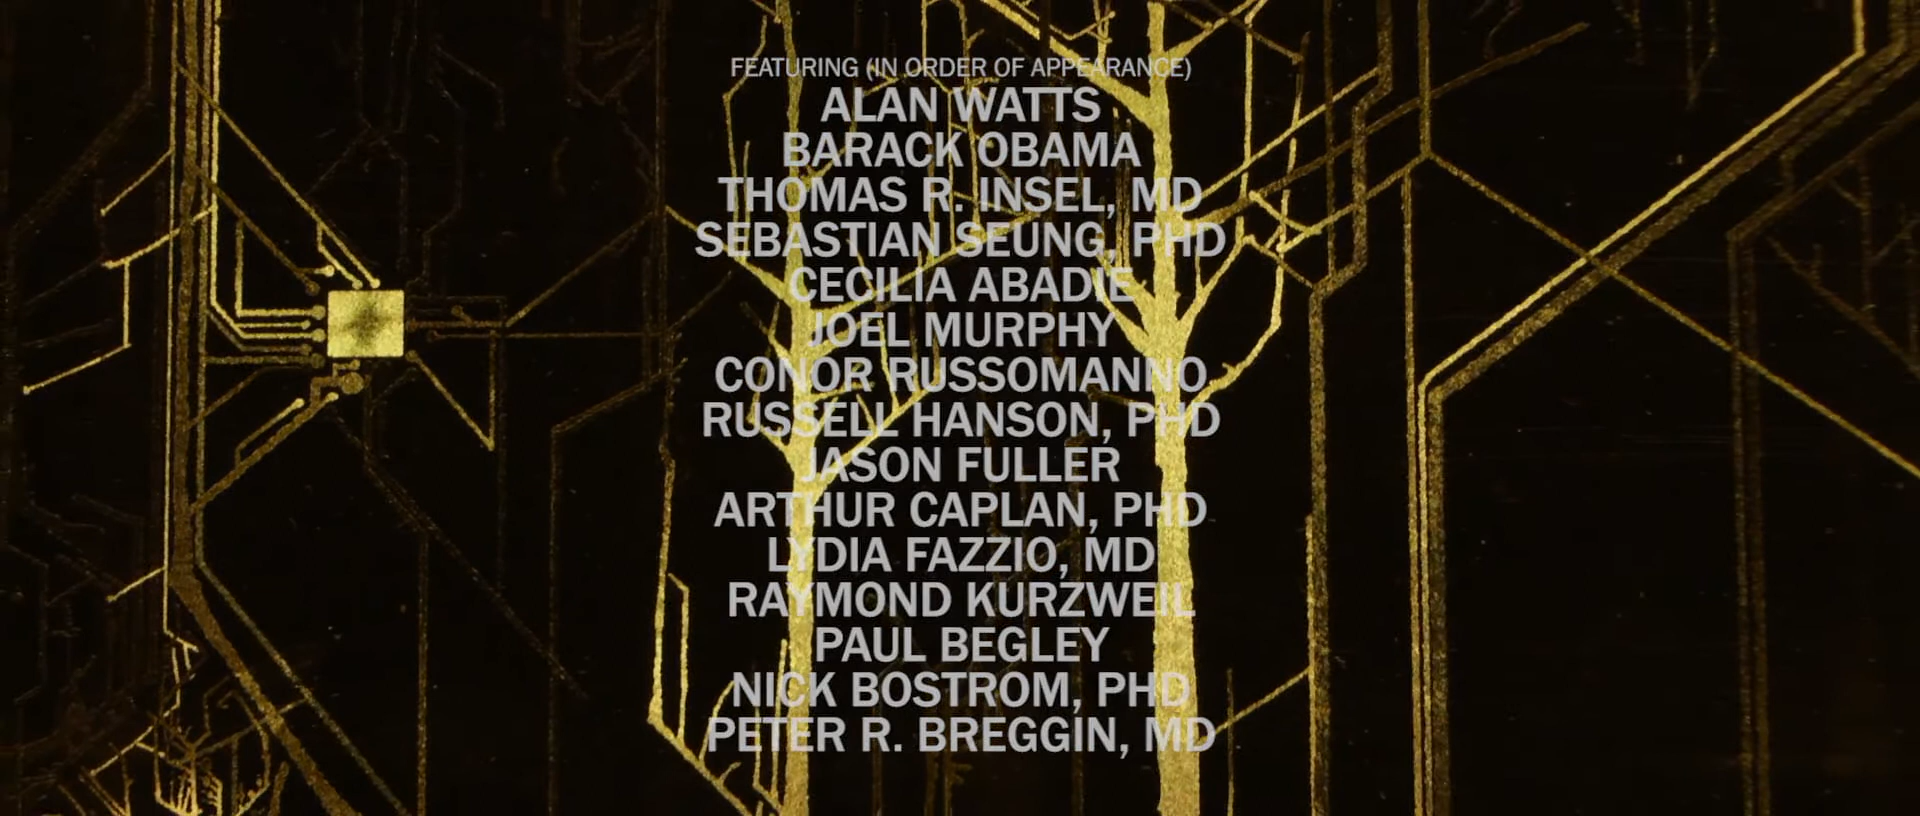 FEATURING (IN ORDER OF APPEARANCE)
ALAN WATTS
BARACK OBAMA
THOMAS R. INSEL, MD
SEBASTIAN SEUNG, PHD
CECILIA ABADIE
JOEL MURPHY
CONOR RUSSOMANNO
RUSSELL HANSON, PHD
JASON FULLER
ARTHUR CAPLAN, PHD
LYDIA FAZZIO, MD
RAYMOND KURZWEIL
PAUL BEGLEY
NICK BOSTROM, PHD
PETER R. BREGGIN, MD